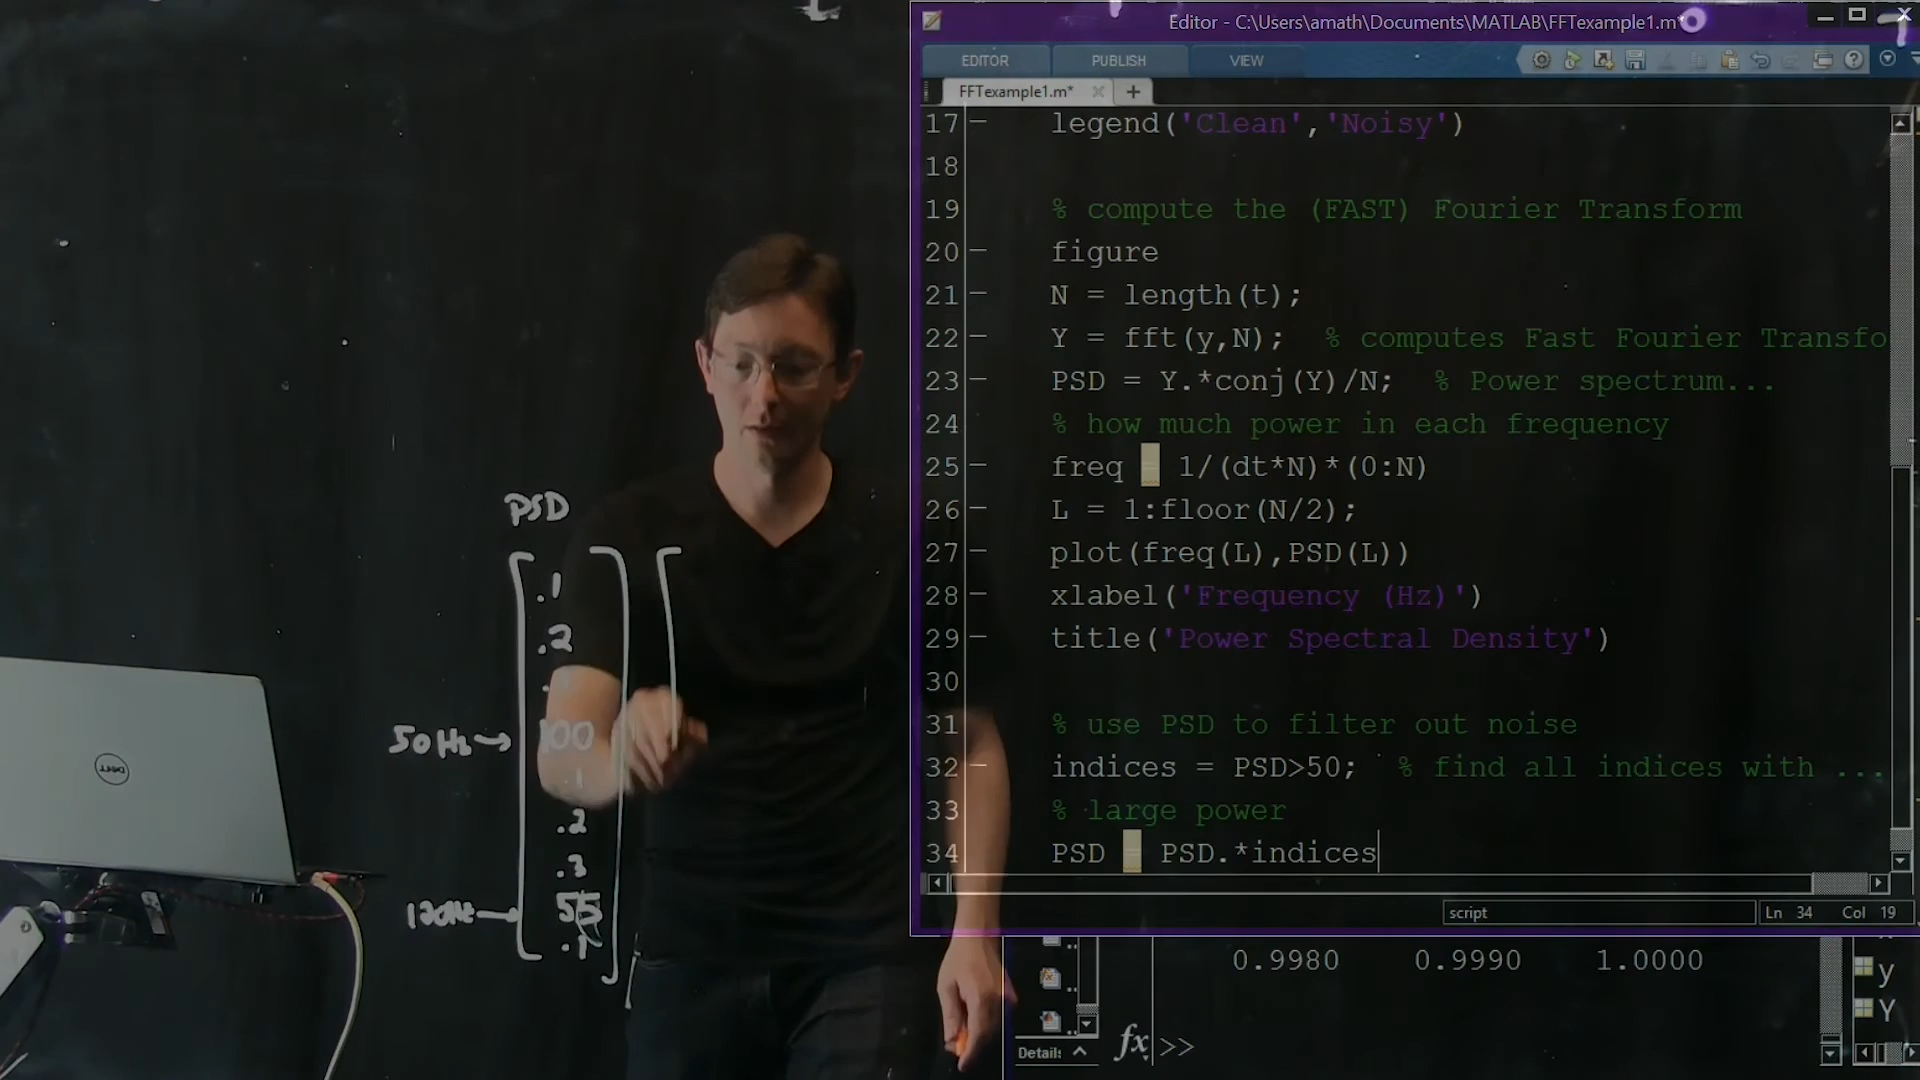 Editor - C:\Users\amath\Documents\MATLAB\FFTexample1.m*
EDITOR PUBLISH VIEW
FFTexample1.m*
17 legend('Clean','Noisy')
18
19 % compute the (FAST) Fourier Transform
20 figure
21 N = length(t);
22 Y = fft(y,N); % computes Fast Fourier Transfo
23 PSD = Y.*conj(Y)/N; % Power spectrum...
24 % how much power in each frequency
25 freq = 1/(dt*N)*(0:N)
26 L = 1:floor(N/2);
27 plot(freq(L),PSD(L))
28 xlabel('Frequency (Hz)')
29 title('Power Spectral Density')
30
31 % use PSD to filter out noise
32 indices = PSD>50; % find all indices with ...
33 % large power
34 PSD = PSD.*indices
script Ln 34 Col 19
0.9980 0.9990 1.0000
y
Y
Details
fx >>
PSD
.1
.2
50Hz → 100
.1
.2
.3
120Hz → 55
.1
DELL